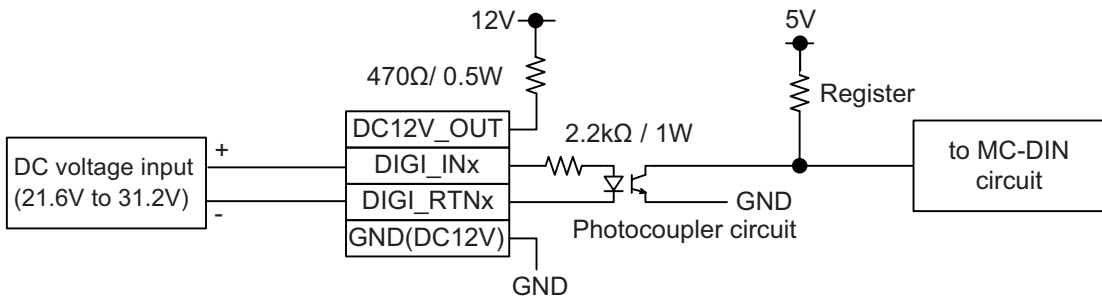 12V
5V
470Ω/ 0.5W
Register
DC12V_OUT
2.2kΩ / 1W
DC voltage input
(21.6V to 31.2V)
+
-
DIGI_INx
DIGI_RTNx
GND(DC12V)
GND
Photocoupler circuit
GND
to MC-DIN
circuit